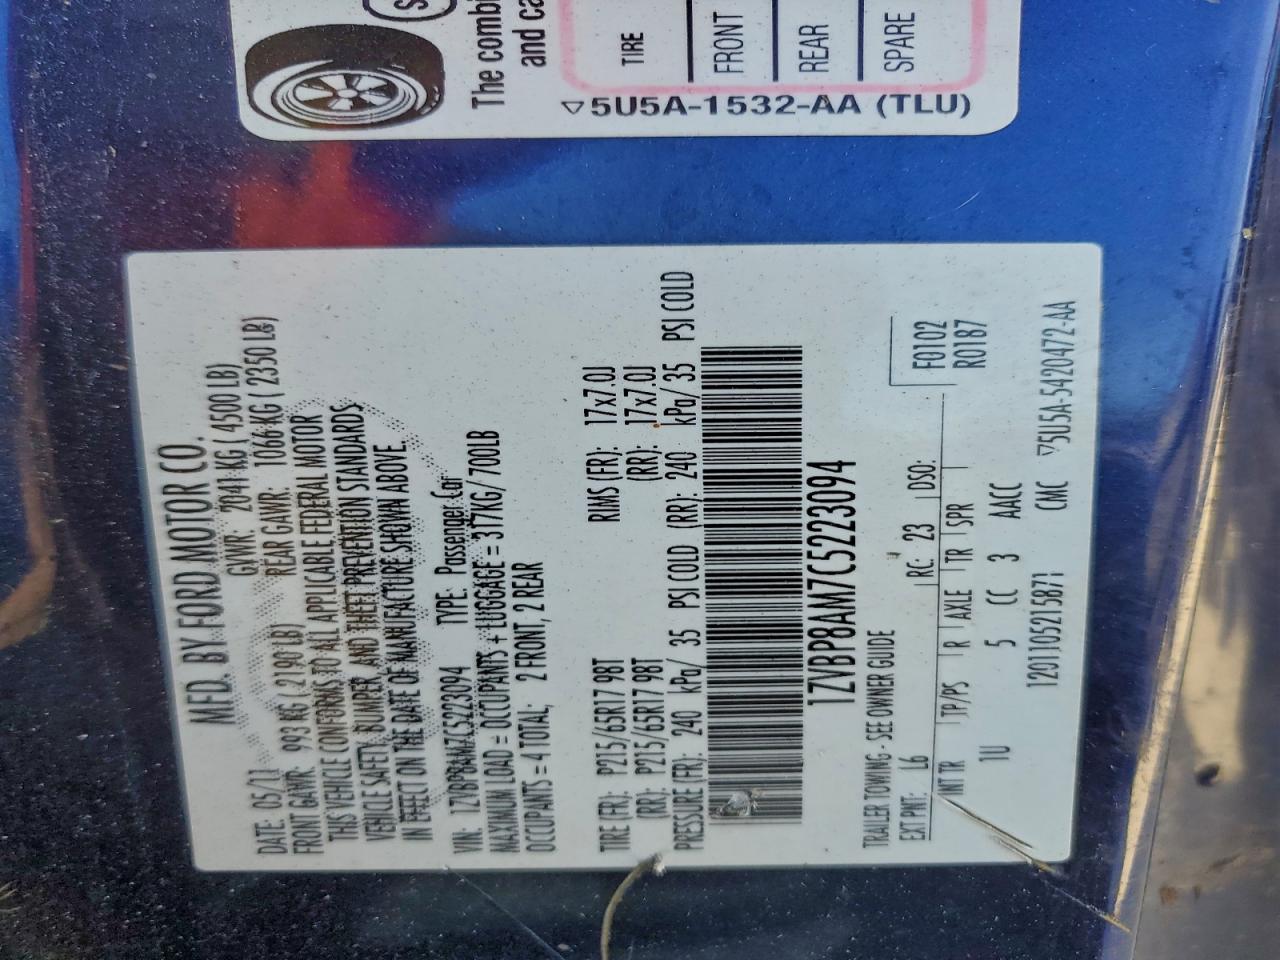 The combi
and ca
TIRE
FRONT
REAR
SPARE
5U5A-1532-AA (TLU)
MFD. BY FORD MOTOR CO.
DATE: 05/11 GVWR: 2041 KG ( 4500 LB)
FRONT GAWR: 993 KG ( 2190 LB) REAR GAWR: 1066 KG ( 2350 LB)
THIS VEHICLE CONFORMS TO ALL APPLICABLE FEDERAL MOTOR
VEHICLE SAFETY, BUMPER, AND THEFT PREVENTION STANDARDS
IN EFFECT ON THE DATE OF MANUFACTURE SHOWN ABOVE.
VIN: 1ZVBP8AM7C5223094 TYPE: Passenger Car
MAXIMUM LOAD = OCCUPANTS + LUGGAGE = 317KG/700LB
OCCUPANTS = 4 TOTAL; 2 FRONT, 2 REAR
TIRE (FR): P215/65R17 98T RIMS (FR): 17x7.0J
(RR): P215/65R17 98T (RR): 17x7.0J
PRESSURE (FR): 240 kPa/ 35 PSI COLD (RR): 240 kPa/ 35 PSI COLD
1ZVBP8AM7C5223094
TRAILER TOWING - SEE OWNER GUIDE
EXT PNT: L6 RC: 23 DSO: F0102
INT TR TP/PS R AXLE TR SPR R0187
1U 5 CC 3 AACC
1201105215871 CMC 5U5A-5420472-AA